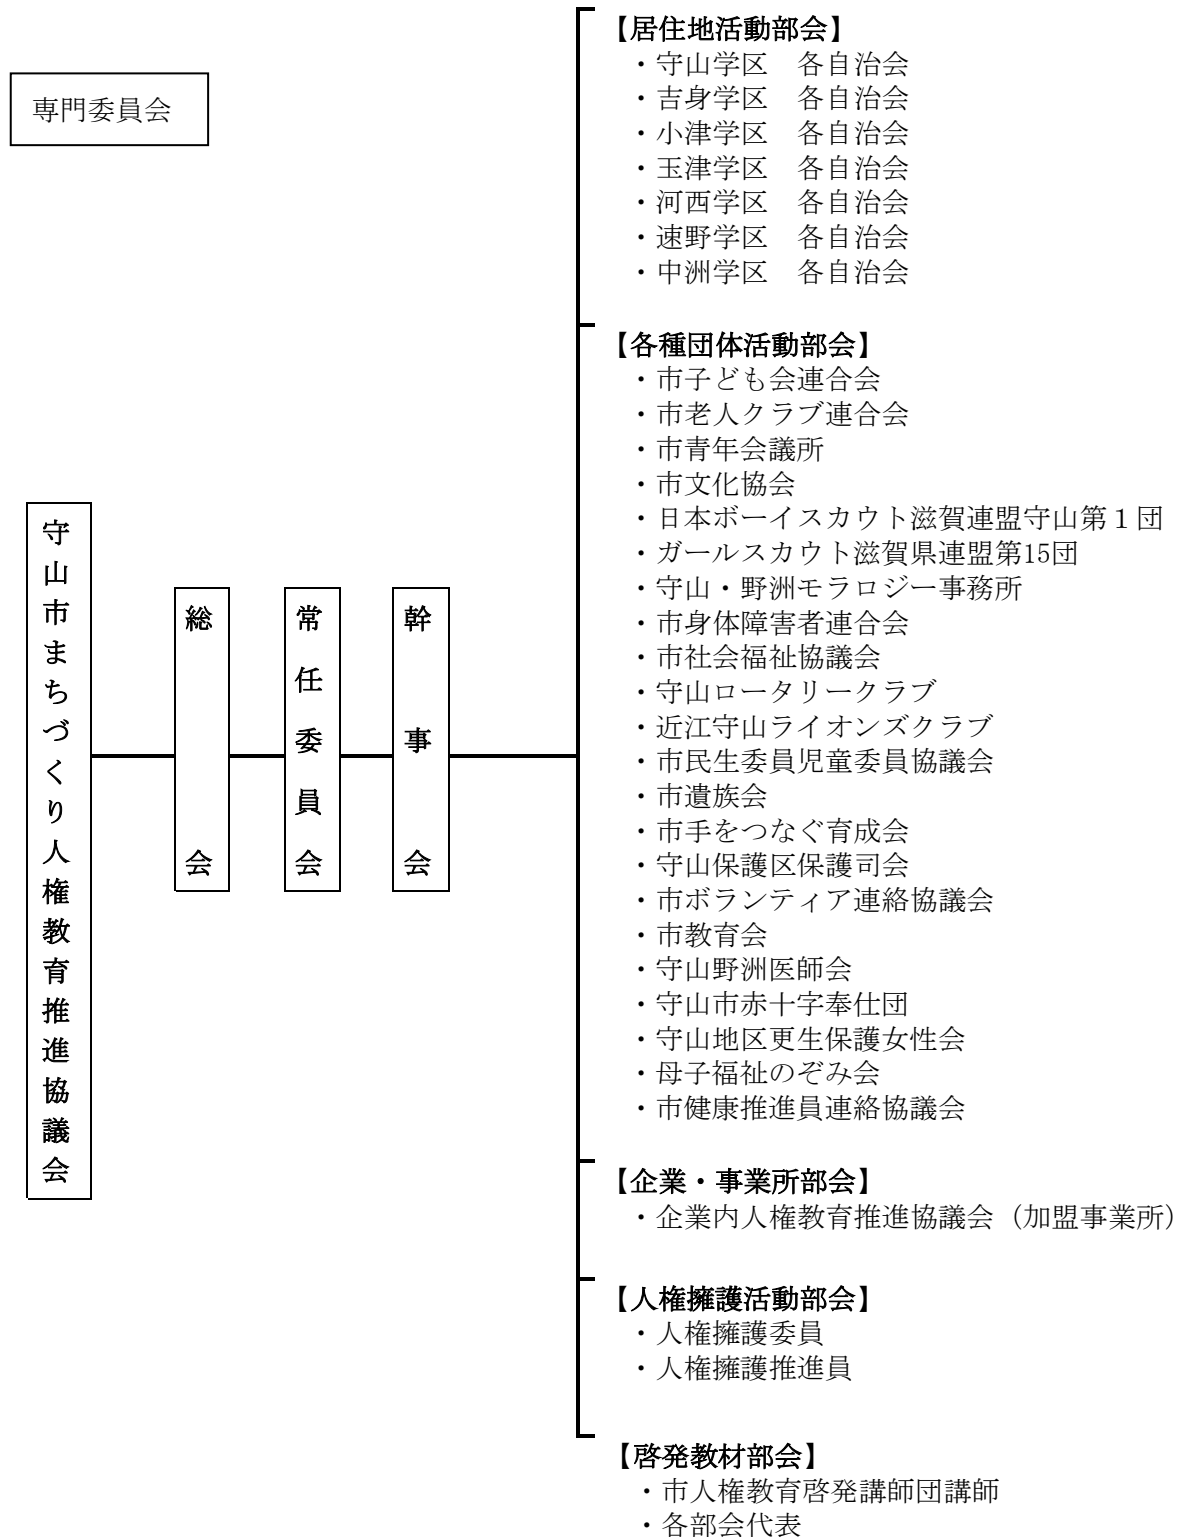 専門委員会
守山市まちづくり人権教育推進協議会
総会
常任委員会
幹事会
【居住地活動部会】
・守山学区　各自治会
・吉身学区　各自治会
・小津学区　各自治会
・玉津学区　各自治会
・河西学区　各自治会
・速野学区　各自治会
・中洲学区　各自治会
【各種団体活動部会】
・市子ども会連合会
・市老人クラブ連合会
・市青年会議所
・市文化協会
・日本ボーイスカウト滋賀連盟守山第１団
・ガールスカウト滋賀県連盟第15団
・守山・野洲モラロジー事務所
・市身体障害者連合会
・市社会福祉協議会
・守山ロータリークラブ
・近江守山ライオンズクラブ
・市民生委員児童委員協議会
・市遺族会
・市手をつなぐ育成会
・守山保護区保護司会
・市ボランティア連絡協議会
・市教育会
・守山野洲医師会
・守山市赤十字奉仕団
・守山地区更生保護女性会
・母子福祉のぞみ会
・市健康推進員連絡協議会
【企業・事業所部会】
・企業内人権教育推進協議会（加盟事業所）
【人権擁護活動部会】
・人権擁護委員
・人権擁護推進員
【啓発教材部会】
・市人権教育啓発講師団講師
・各部会代表